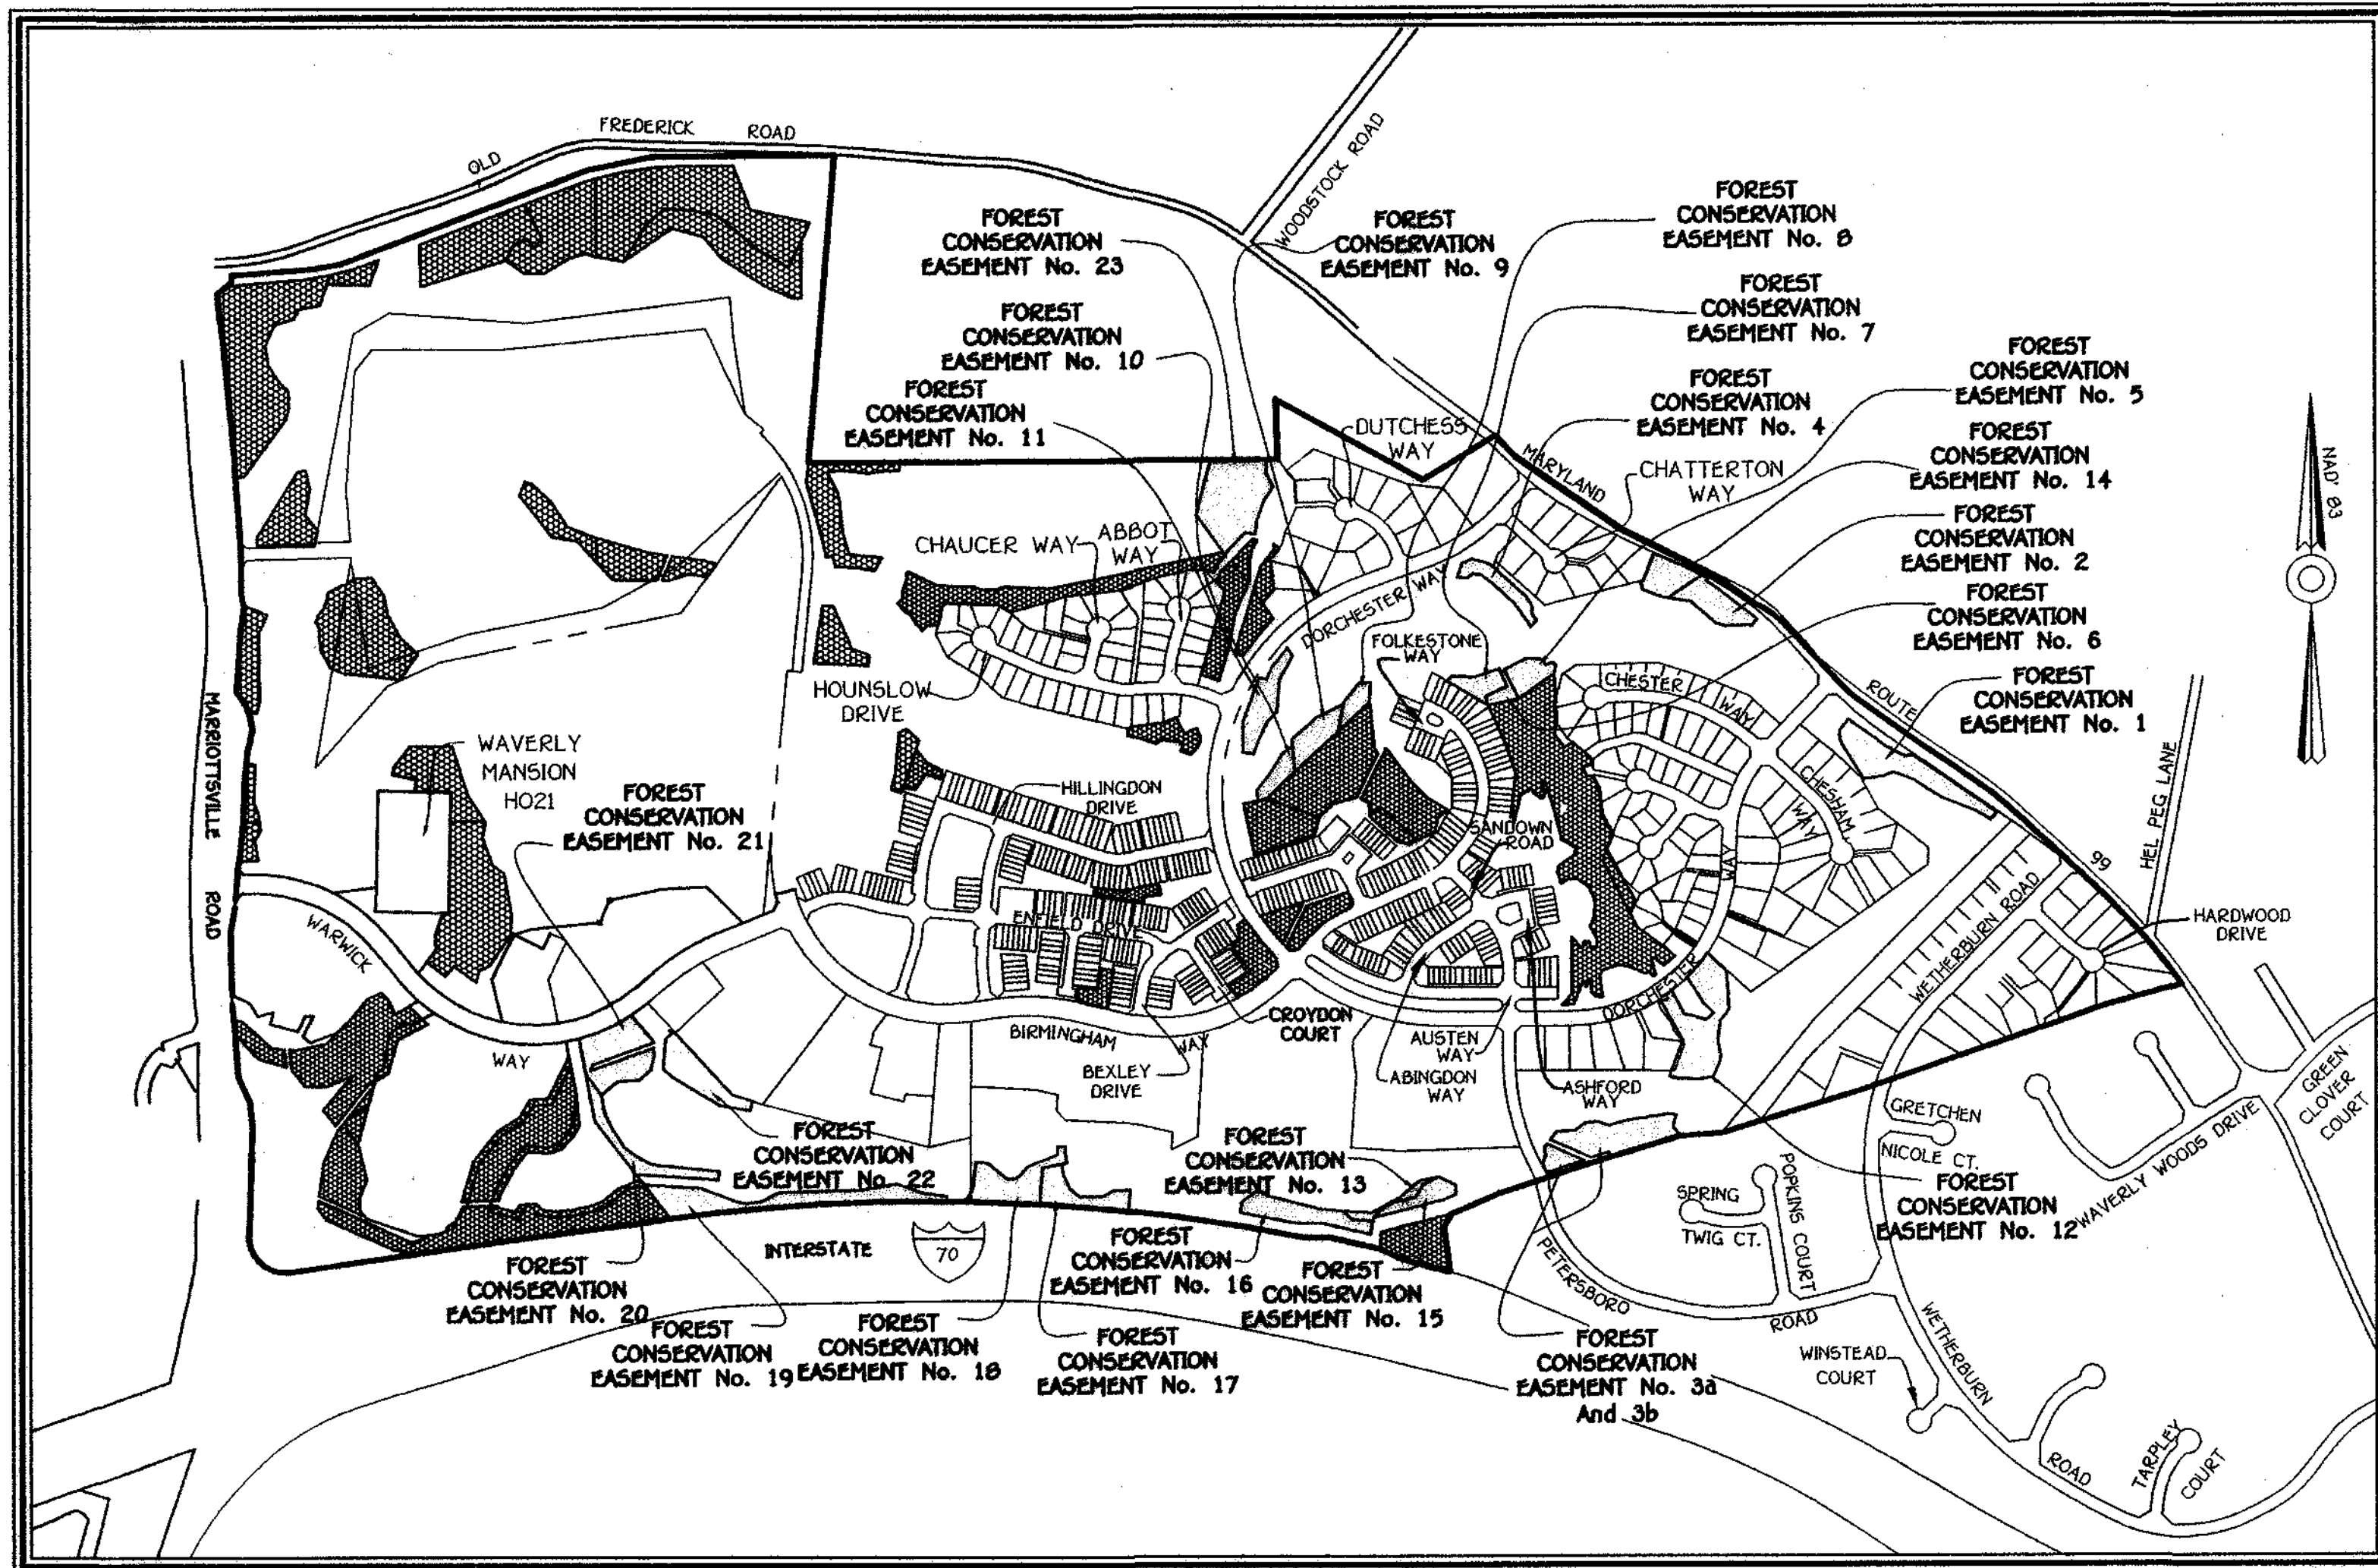 FREDERICK ROAD
OLD
WOODSTOCK ROAD
FOREST
CONSERVATION
EASEMENT No. 23
FOREST
CONSERVATION
EASEMENT No. 9
FOREST
CONSERVATION
EASEMENT No. 8
FOREST
CONSERVATION
EASEMENT No. 10
FOREST
CONSERVATION
EASEMENT No. 7
FOREST
CONSERVATION
EASEMENT No. 11
FOREST
CONSERVATION
EASEMENT No. 4
FOREST
CONSERVATION
EASEMENT No. 5
DUTCHESS
WAY
MARYLAND
CHATTERTON
WAY
FOREST
CONSERVATION
EASEMENT No. 14
NAD' 83
FOREST
CONSERVATION
EASEMENT No. 2
CHAUCER WAY
ABBOT
WAY
FOREST
CONSERVATION
EASEMENT No. 6
DORCHESTER WAY
FOLKESTONE
WAY
HOUNSLOW
DRIVE
CHESTER
WAY
ROUTE
FOREST
CONSERVATION
EASEMENT No. 1
MARRIOTTSVILLE ROAD
WAVERLY
MANSION
HO21
FOREST
CONSERVATION
EASEMENT No. 21
HILLINGDON
DRIVE
SANDOWN
ROAD
CHESHAM
WAY
WAY
HEL PEG LANE
99
WARWICK
WAY
ENFIELD DRIVE
WETHERBURN ROAD
HARDWOOD
DRIVE
DORCHESTER
BIRMINGHAM
WAY
CROYDON
COURT
BEXLEY
DRIVE
AUSTEN
WAY
ABINGDON
WAY
ASHFORD
WAY
GREEN
CLOVER
COURT
GRETCHEN
NICOLE CT.
WAVERLY WOODS DRIVE
FOREST
CONSERVATION
EASEMENT No. 22
FOREST
CONSERVATION
EASEMENT No. 13
FOREST
CONSERVATION
EASEMENT No. 12
SPRING
TWIG CT.
POPKINS COURT
INTERSTATE
70
FOREST
CONSERVATION
EASEMENT No. 16
FOREST
CONSERVATION
EASEMENT No. 15
PETERSBORO
ROAD
FOREST
CONSERVATION
EASEMENT No. 20
FOREST
CONSERVATION
EASEMENT No. 19
FOREST
CONSERVATION
EASEMENT No. 18
FOREST
CONSERVATION
EASEMENT No. 17
FOREST
CONSERVATION
EASEMENT No. 3a
And 3b
WINSTEAD
COURT
WETHERBURN
ROAD
TARPLEY
COURT